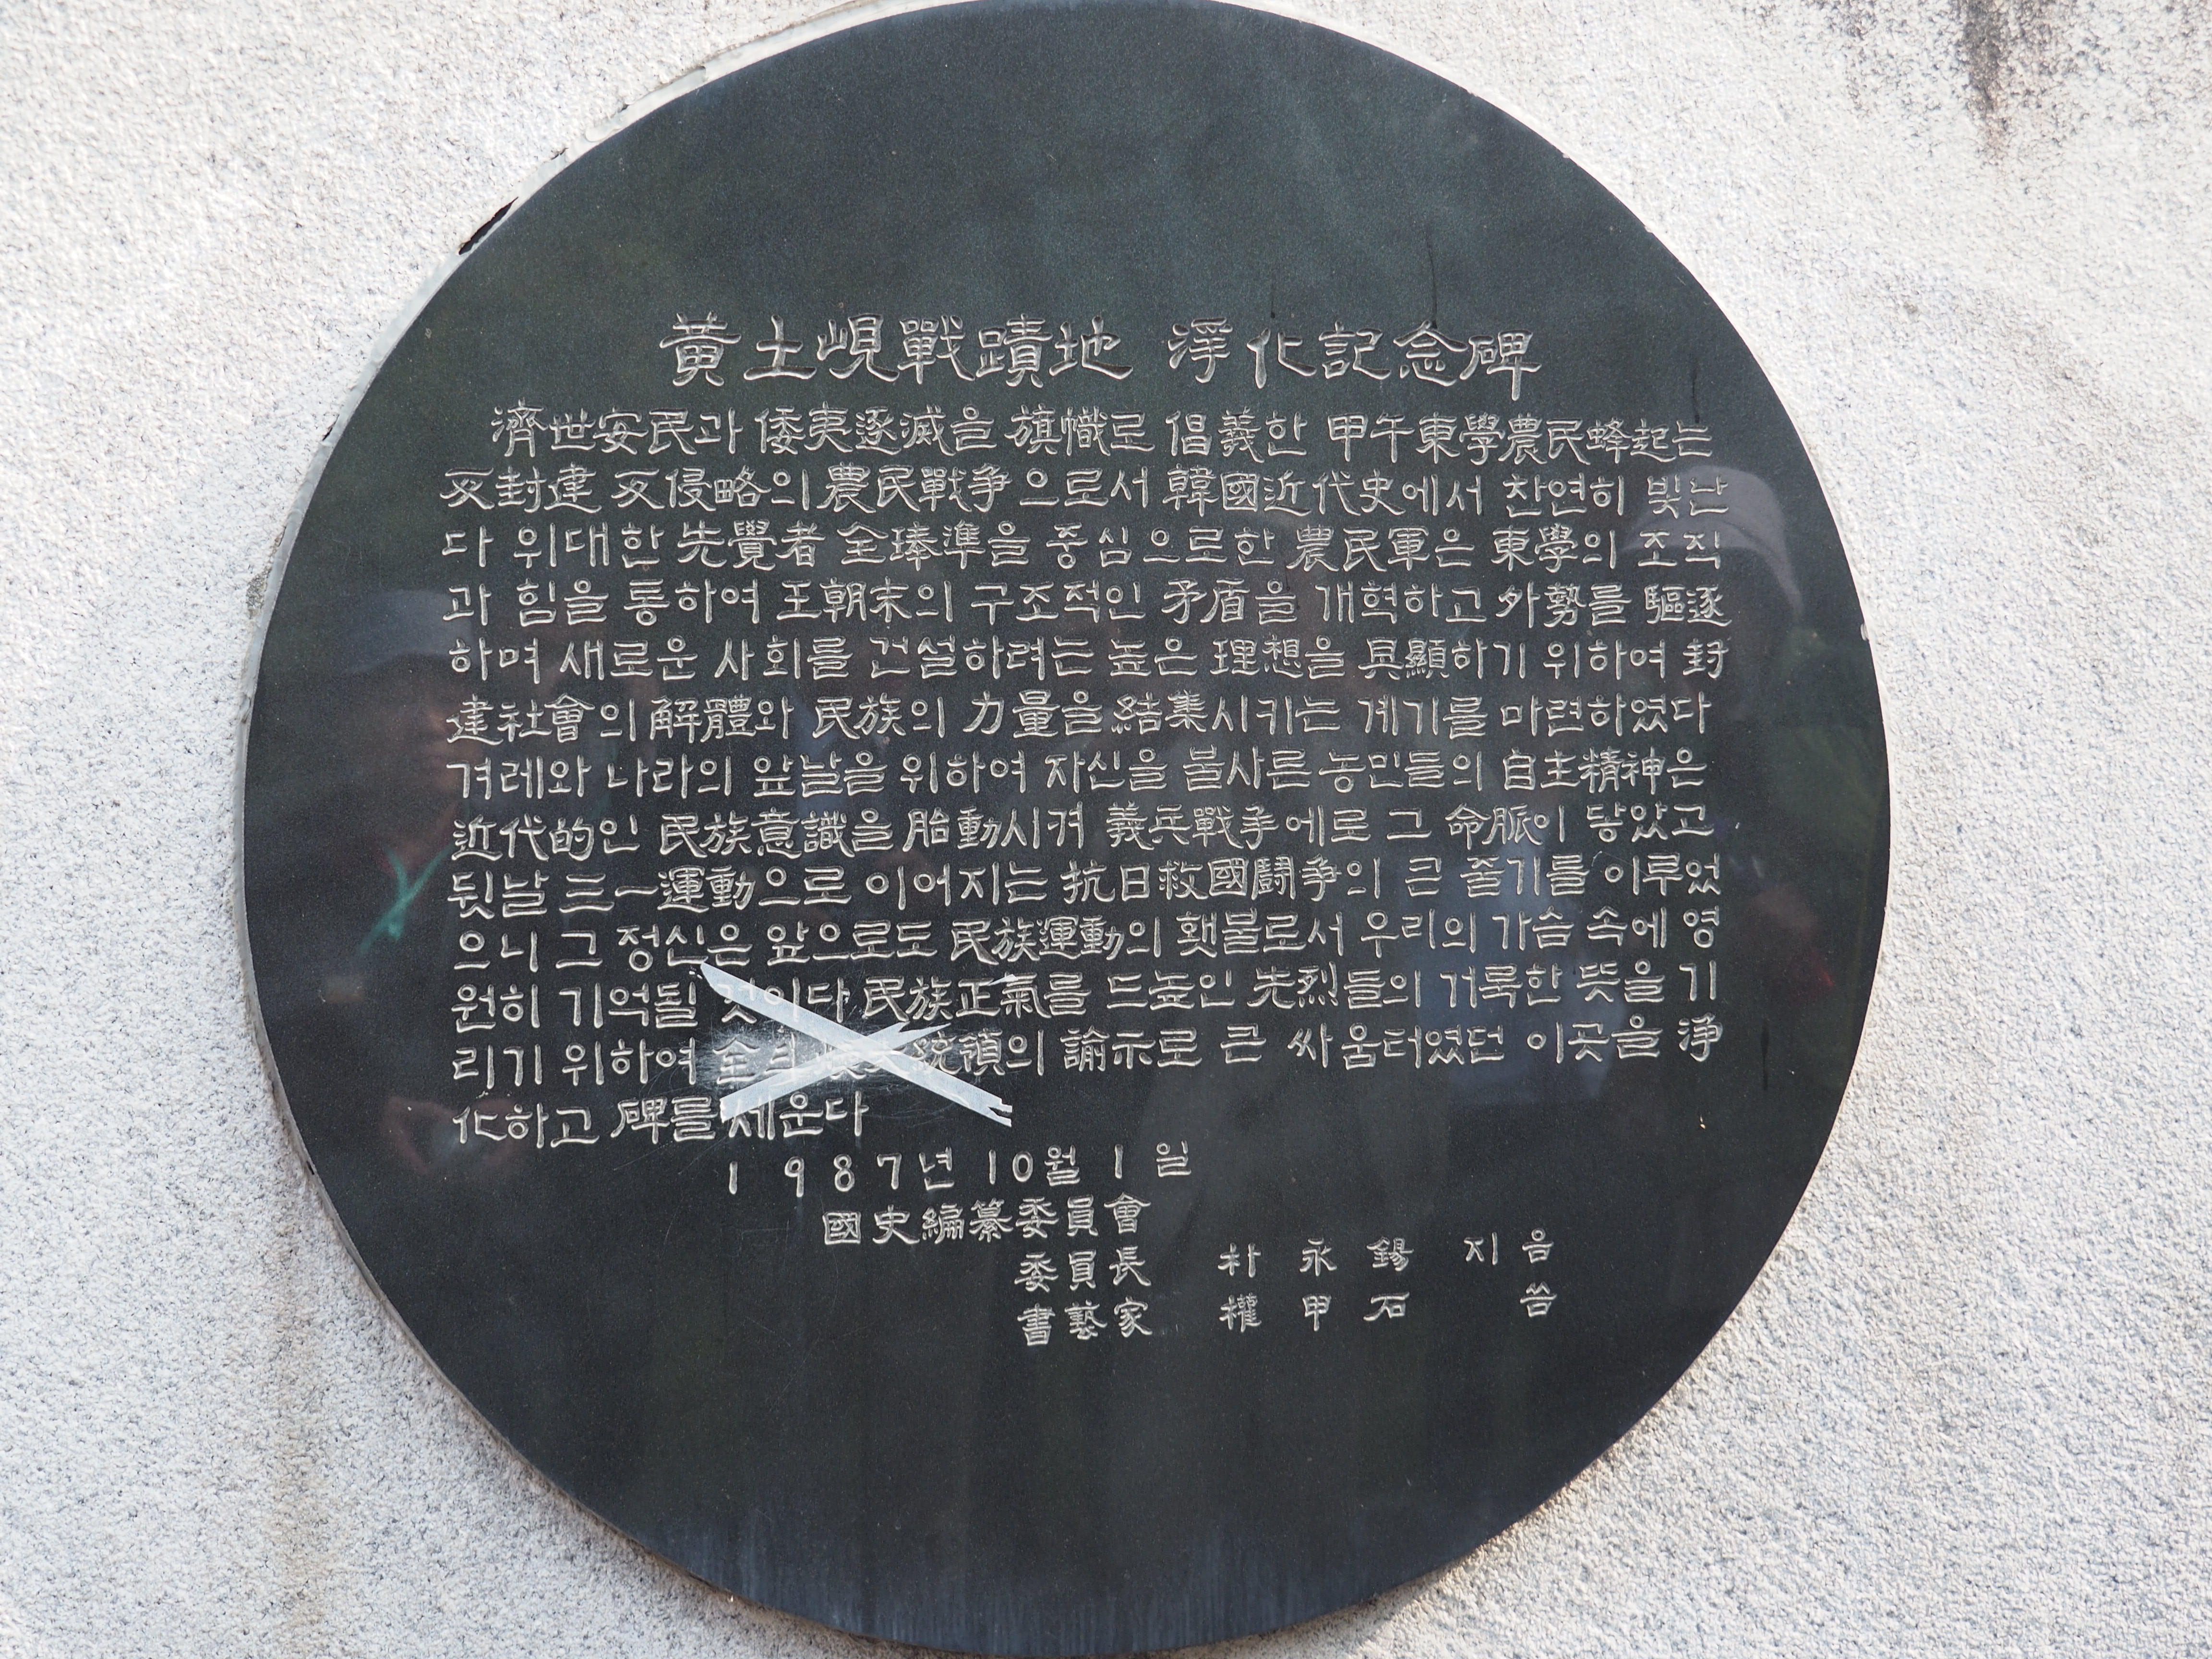 黄土峴戰蹟地 淨化記念碑
濟世安民과 倭夷逐滅을 旗幟로 倡義한 甲午東學農民蜂起는
反封建 反侵略의 農民戰爭으로서 韓國近代史에서 찬연히 빛난
다 위대한 先覺者 全琫準을 중심으로한 農民軍은 東學의 조직
과 힘을 통하여 王朝末의 구조적인 矛盾을 개혁하고 外勢를 驅逐
하며 새로운 사회를 건설하려는 높은 理想을 具顯하기 위하여 封
建社會의 解體와 民族의 力量을 結集시키는 계기를 마련하였다
겨레와 나라의 앞날을 위하여 자신을 불사른 농민들의 自主精神은
近代的인 民族意識을 胎動시켜 義兵戰爭에로 그 命脈이 닿았고
뒷날 三一運動으로 이어지는 抗日救國鬪爭의 큰 줄기를 이루었
으니 그 정신은 앞으로도 民族運動의 횃불로서 우리의 가슴 속에 영
원히 기억될 것이다 民族正氣를 드높인 先烈들의 거룩한 뜻을 기
리기 위하여 全 統領의 諭示로 큰 싸움터였던 이곳을 淨
化하고 碑를 세운다
1987년 10월 1일
國史編纂委員會
委員長 朴永錫 지음
書藝家 權甲石 씀